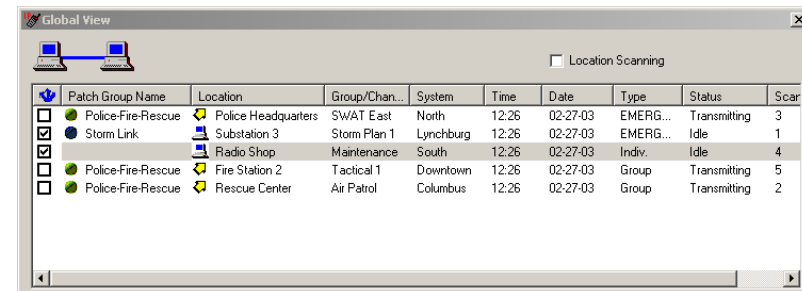 Global View
Location Scanning
Patch Group Name Location Group/Chan... System Time Date Type Status Scan
Police-Fire-Rescue Police Headquarters SWAT East North 12:26 02-27-03 EMERG... Transmitting 3
Storm Link Substation 3 Storm Plan 1 Lynchburg 12:26 02-27-03 EMERG... Idle 1
Radio Shop Maintenance South 12:26 02-27-03 Indiv. Idle 4
Police-Fire-Rescue Fire Station 2 Tactical 1 Downtown 12:26 02-27-03 Group Transmitting 5
Police-Fire-Rescue Rescue Center Air Patrol Columbus 12:26 02-27-03 Group Transmitting 2